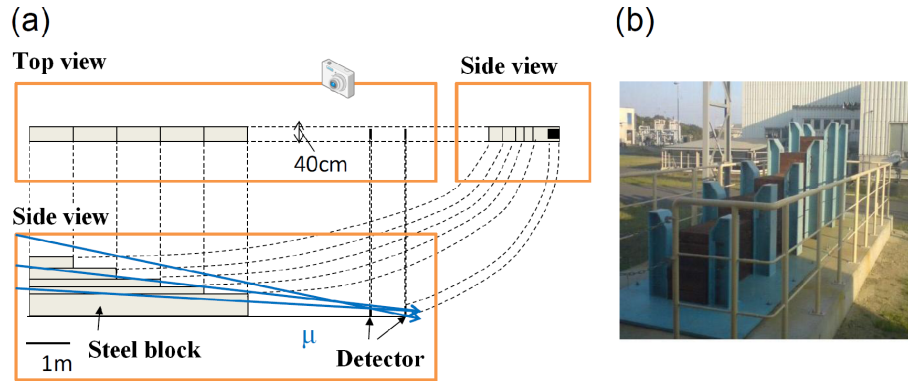 (a)
(b)
Top view
Side view
40cm
Side view
Steel block
μ
Detector
1m